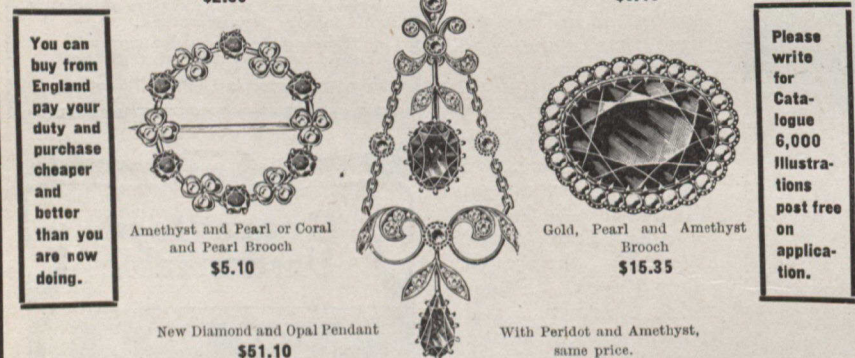 You can
buy from
England
pay your
duty and
purchase
cheaper
and
better
than you
are now
doing.
Amethyst and Pearl or Coral
and Pearl Brooch
$5.10
Gold, Pearl and Amethyst
Brooch
$15.35
Please
write
for
Cata-
logue
6,000
Illustra-
tions
post free
on
applica-
tion.
New Diamond and Opal Pendant
$51.10
With Peridot and Amethyst,
same price.